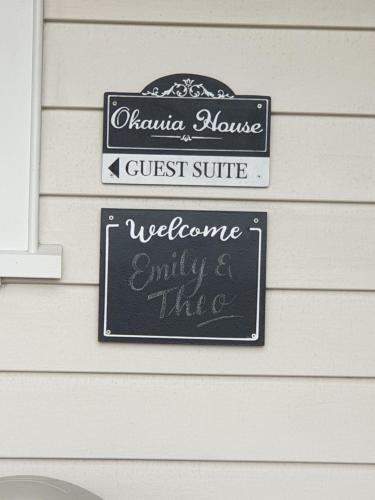 Okauia House
GUEST SUITE
Welcome
Emily &
Theo